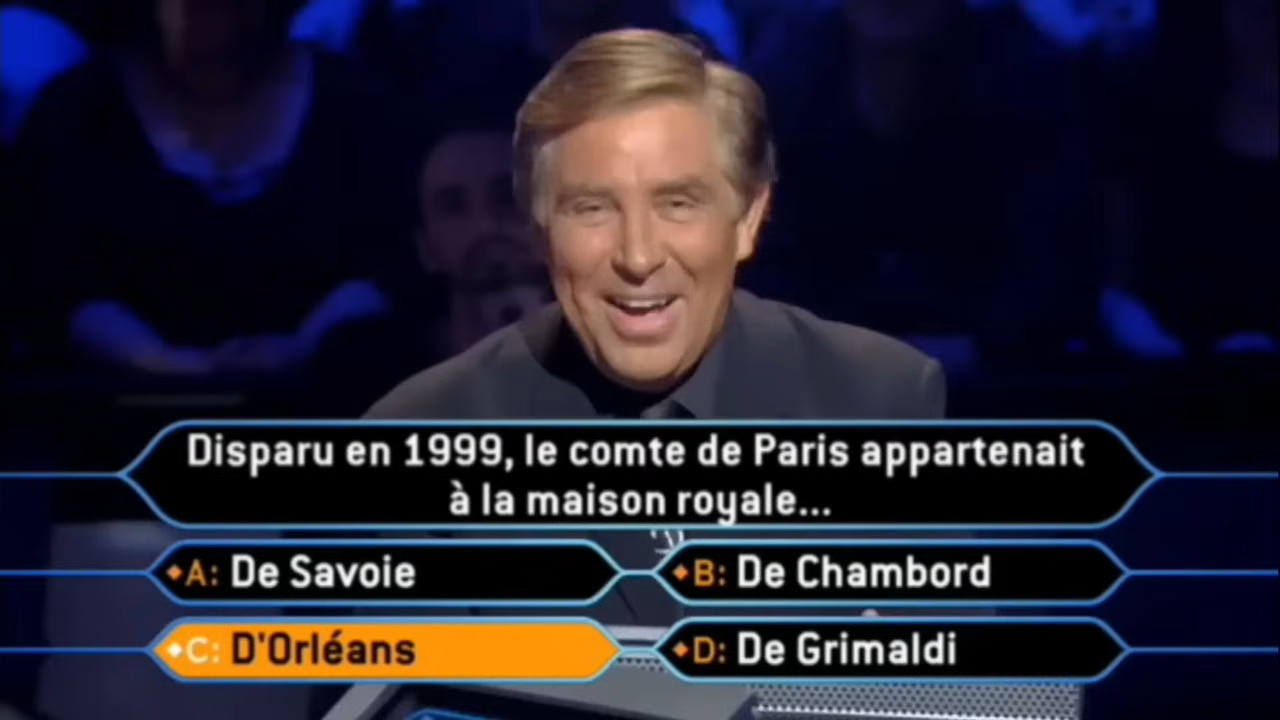 Disparu en 1999, le comte de Paris appartenait
à la maison royale...
A: De Savoie
B: De Chambord
C: D'Orléans
D: De Grimaldi